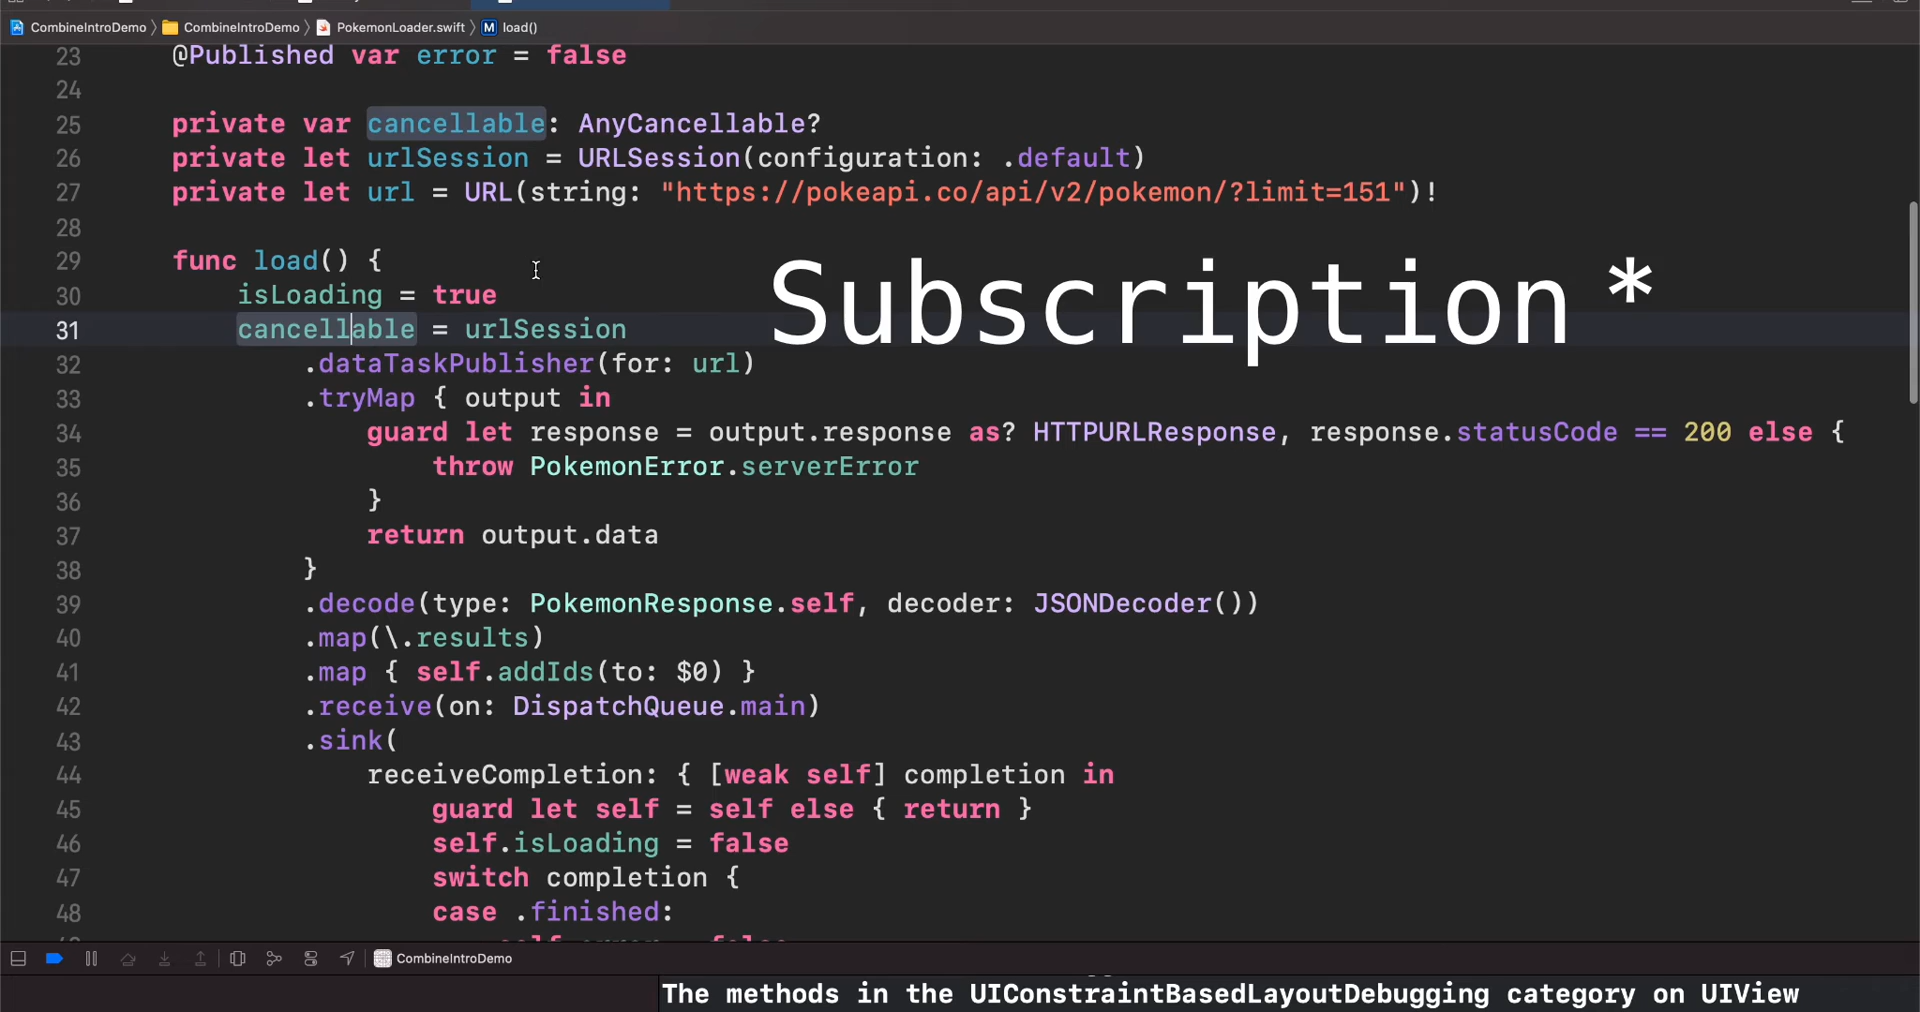 CombineIntroDemo CombineIntroDemo PokemonLoader.swift M load()
23 @Published var error = false
24
25 private var cancellable: AnyCancellable?
26 private let urlSession = URLSession(configuration: .default)
27 private let url = URL(string: "https://pokeapi.co/api/v2/pokemon/?limit=151")!
28
29 func load() {
30 isLoading = true
Subscription *
31 cancellable = urlSession
32 .dataTaskPublisher(for: url)
33 .tryMap { output in
34 guard let response = output.response as? HTTPURLResponse, response.statusCode == 200 else {
35 throw PokemonError.serverError
36 }
37 return output.data
38 }
39 .decode(type: PokemonResponse.self, decoder: JSONDecoder())
40 .map(\.results)
41 .map { self.addIds(to: $0) }
42 .receive(on: DispatchQueue.main)
43 .sink(
44 receiveCompletion: { [weak self] completion in
45 guard let self = self else { return }
46 self.isLoading = false
47 switch completion {
48 case .finished:
CombineIntroDemo
The methods in the UIConstraintBasedLayoutDebugging category on UIView